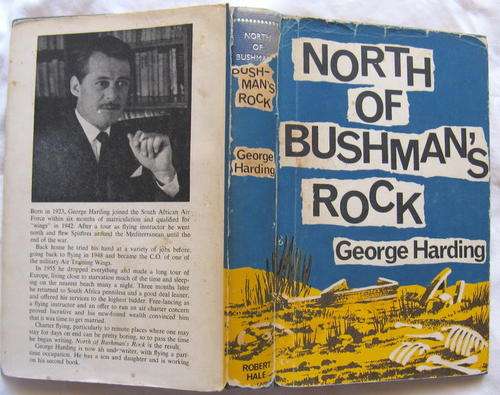 Born in 1923, George Harding joined the South African Air
Force within six months of matriculation and qualified for
"wings" in 1942. After a tour as flying instructor he went
north and flew Spitfires around the Mediterranean until the
end of the war.
Back home he tried his hand at a variety of jobs before
going back to flying in 1948 and became the C.O. of one of
the military Air Training Wings.
In 1955 he dropped everything and made a long tour of
Europe, living close to starvation much of the time and sleep-
ing on the nearest beach many a night. Three months later
he returned to South Africa penniless and a good deal leaner,
and offered his services to the highest bidder. Free-lancing as
a flying instructor and an offer to run an air charter concern
proved lucrative and his newfound wealth convinced him
that it was time to get married.
Charter flying, particularly to remote places where one may
stay for days on end can be pretty boring, so to pass the time
he began writing. North of Bushman's Rock is the result.
George Harding is now an writer, with flying a part-
time occupation. He has a son and daughter and is working
on his second book.
NORTH
OF
BUSHMAN'
BUSH-
MAN'S
ROCK
George
Harding
ROBERT
HALE
NORTH
OF
BUSHMAN'S
ROCK
George Harding